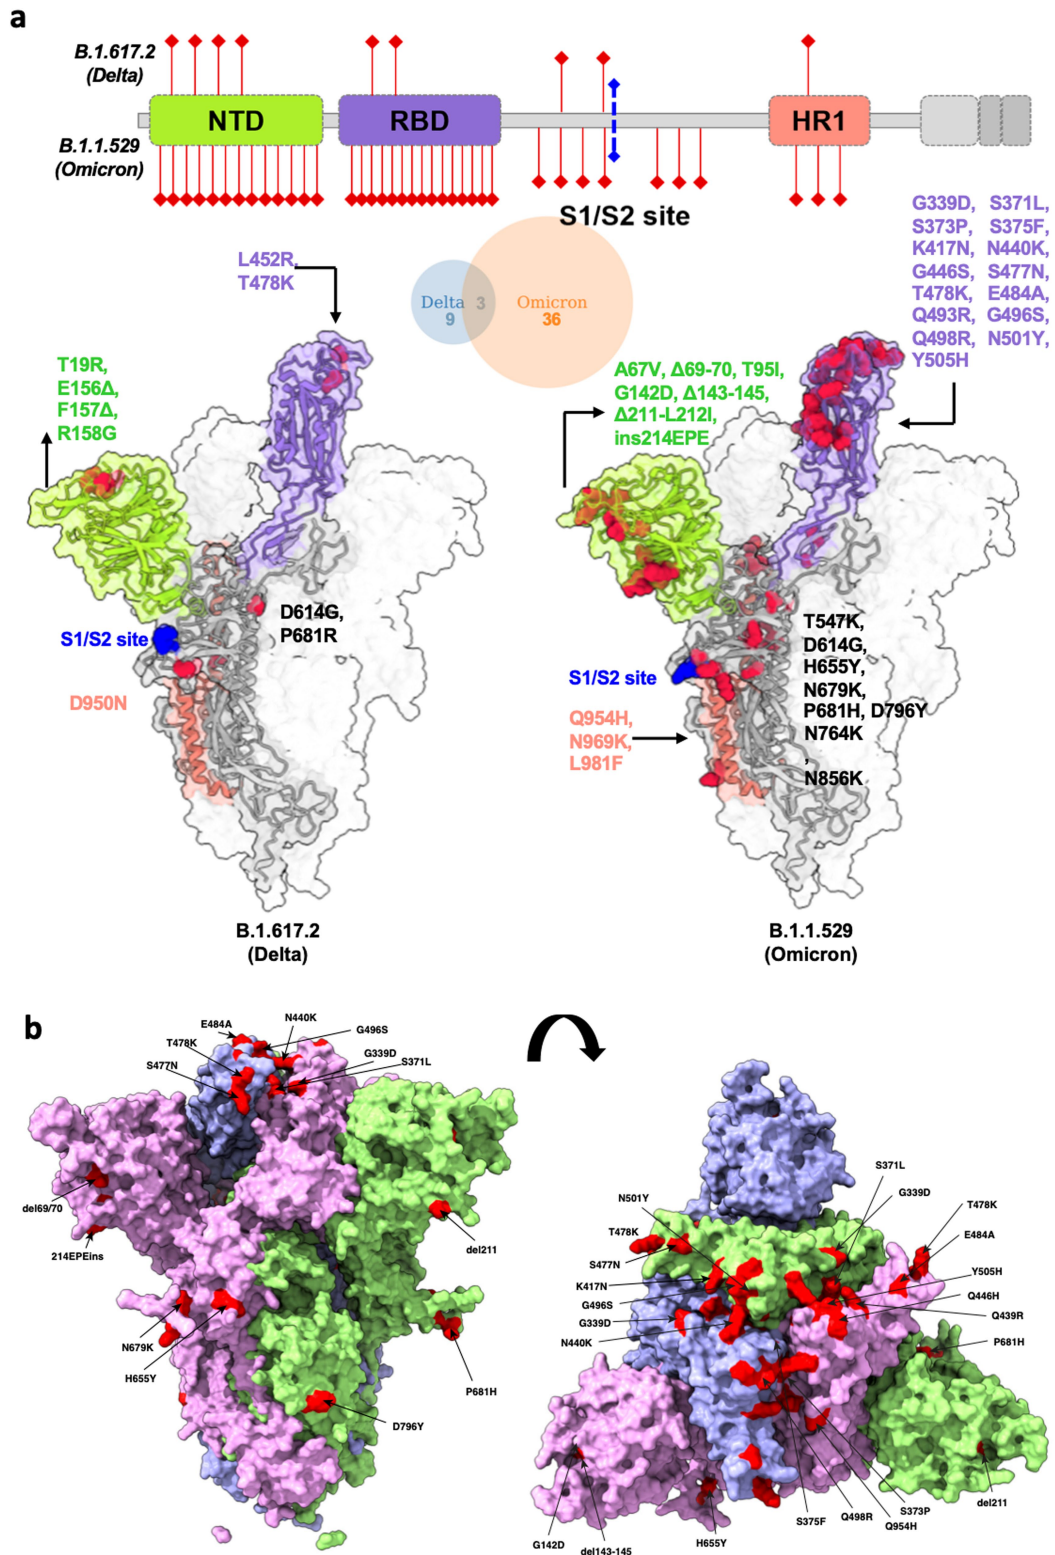 a
B.1.617.2
(Delta)
NTD
RBD
HR1
B.1.1.529
(Omicron)
S1/S2 site
L452R,
T478K
Delta
9
3
Omicron
36
G339D, S371L,
S373P, S375F,
K417N, N440K,
G446S, S477N,
T478K, E484A,
Q493R, G496S,
Q498R, N501Y,
Y505H
T19R,
E156Δ,
F157Δ,
R158G
A67V, Δ69-70, T95I,
G142D, Δ143-145,
Δ211-L212I,
ins214EPE
D614G,
P681R
S1/S2 site
D950N
T547K,
D614G,
H655Y,
N679K,
P681H, D796Y
N764K
,
N856K
S1/S2 site
Q954H,
N969K,
L981F
B.1.617.2
(Delta)
B.1.1.529
(Omicron)
b
E484A
N440K
T478K
G496S
S477N
G339D
S371L
del69/70
214EPEins
del211
N679K
H655Y
P681H
D796Y
S371L
N501Y
G339D
T478K
T478K
S477N
E484A
K417N
Y505H
G496S
Q446H
G339D
Q439R
N440K
P681H
del211
S373P
S375F
Q498R
Q954H
G142D
del143-145
H655Y